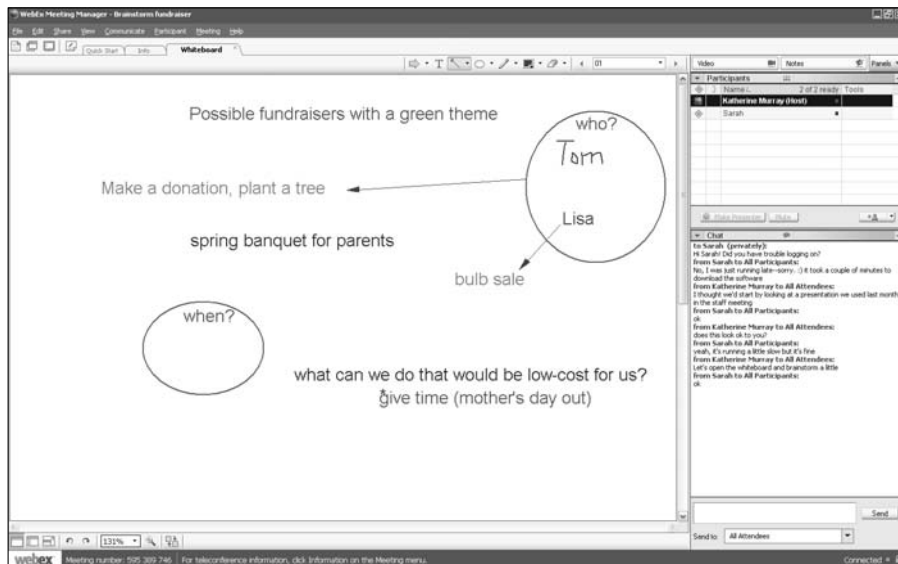 WebEx Meeting Manager - Brainstorm fundraiser
File Edit Share View Communicate Participant Meeting Help
Quick Start Info Whiteboard
T 01
Video Notes Panels
Possible fundraisers with a green theme
who?
Tom
Make a donation, plant a tree
Lisa
spring banquet for parents
bulb sale
when?
what can we do that would be low-cost for us?
give time (mother's day out)
Participants
Name 2 of 2 ready Tools
Katherine Murray (Host)
Sarah
Make Presenter Mute
Chat
to Sarah (privately):
Hi Sarah! Did you have trouble logging on?
from Sarah to All Participants:
No, I was just running late--sorry. :) it took a couple of minutes to
download the software
from Katherine Murray to All Attendees:
I thought we'd start by looking at a presentation we used last month
in the staff meeting
from Sarah to All Participants:
ok
from Katherine Murray to All Attendees:
does this look ok to you?
from Sarah to All Participants:
yeah, it's running a little slow but it's fine
from Katherine Murray to All Attendees:
Let's open the whiteboard and brainstorm a little
from Sarah to All Participants:
ok
Send
Send to: All Attendees
131%
webex Meeting number: 595 389 746 For teleconference information, click Information on the Meeting menu. Connected